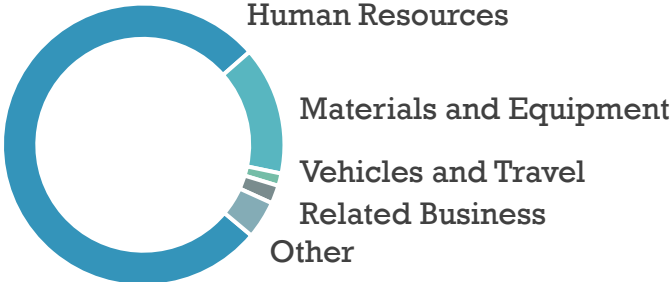 Human Resources
Materials and Equipment
Vehicles and Travel
Related Business
Other